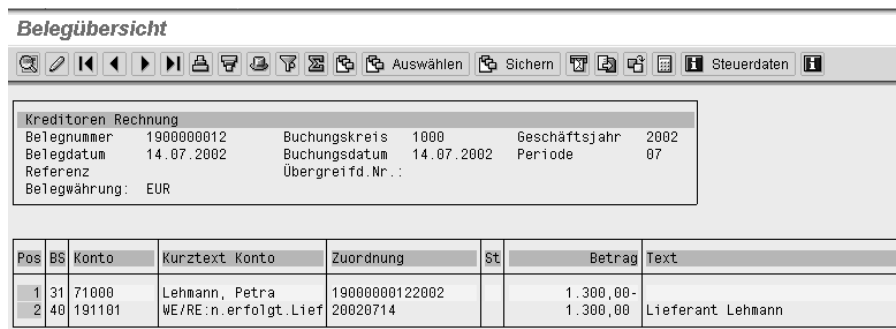 Belegübersicht
Auswählen Sichern Steuerdaten
Kreditoren Rechnung
Belegnummer 1900000012 Buchungskreis 1000 Geschäftsjahr 2002
Belegdatum 14.07.2002 Buchungsdatum 14.07.2002 Periode 07
Referenz Übergreifd.Nr.:
Belegwährung: EUR
Pos BS Konto Kurztext Konto Zuordnung St Betrag Text
1 31 71000 Lehmann, Petra 19000000122002 1.300,00-
2 40 191101 WE/RE:n.erfolgt.Lief 20020714 1.300,00 Lieferant Lehmann